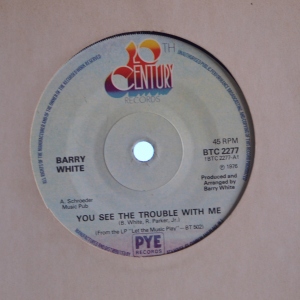 20TH
CENTURY
RECORDS
BARRY
WHITE
45 RPM
BTC 2277
℗ 1976
Produced and
Arranged by
Barry White
A. Schroeder
Music Pub
YOU SEE THE TROUBLE WITH ME
(B. White, R. Parker, Jr.)
(From the LP "Let the Music Play" – BT 502)
PYE
RECORDS